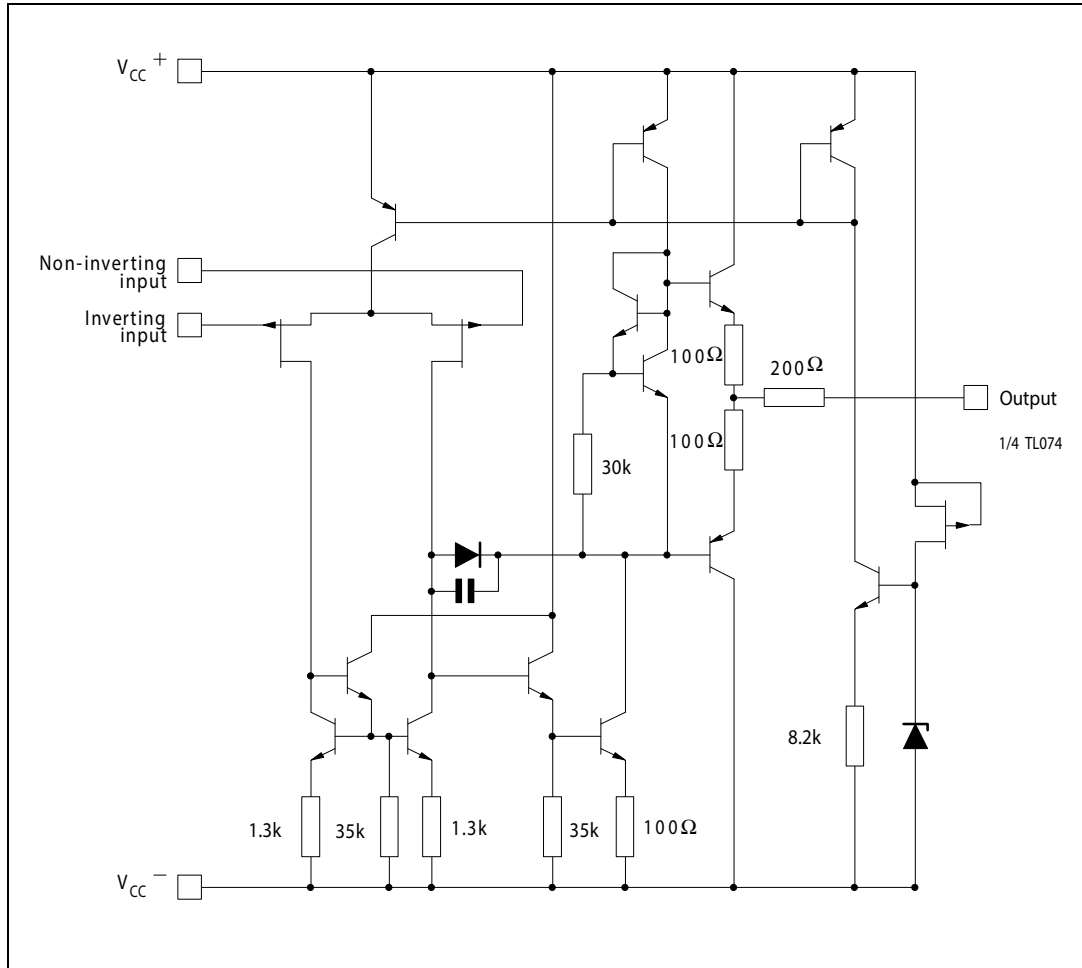 VCC +
Non-inverting
input
Inverting
input
100Ω
200Ω
Output
100Ω
1/4 TL074
30k
8.2k
1.3k
35k
1.3k
35k
100Ω
VCC −